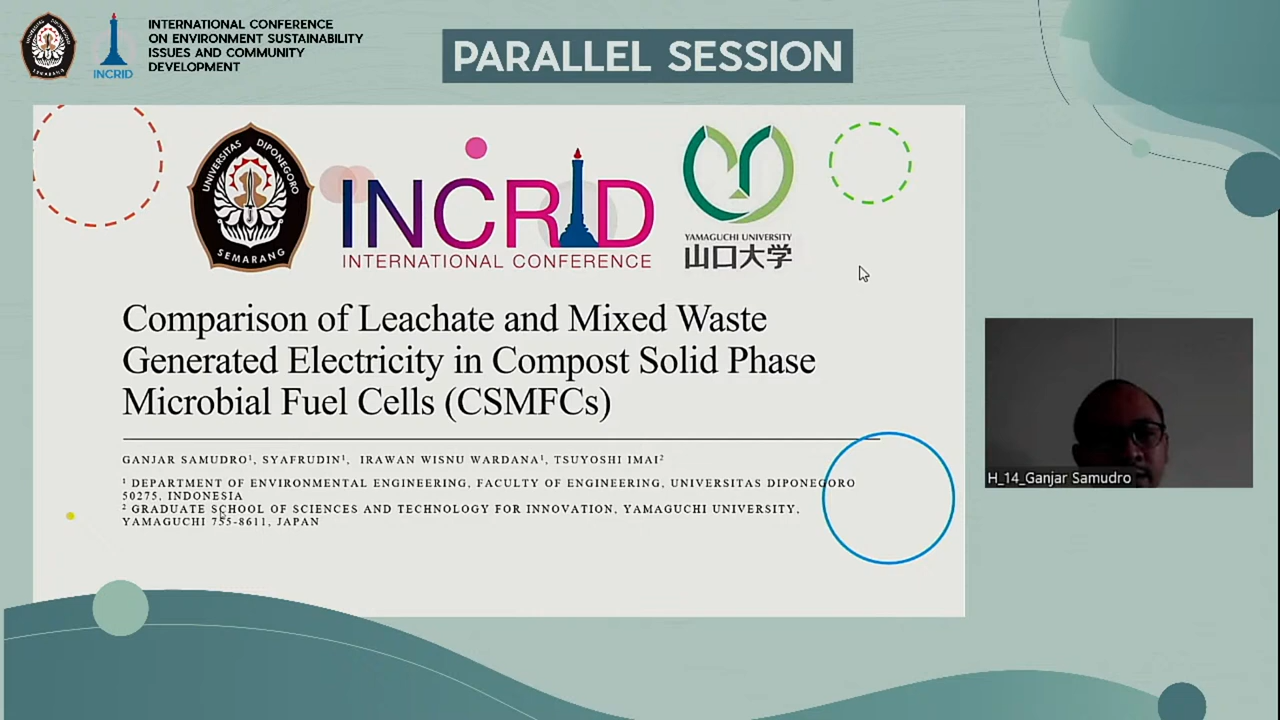 INTERNATIONAL CONFERENCE
ON ENVIRONMENT SUSTAINABILITY
ISSUES AND COMMUNITY
DEVELOPMENT
INCRID
PARALLEL SESSION
UNIVERSITAS DIPONEGORO
SEMARANG
INCRID
INTERNATIONAL CONFERENCE
YAMAGUCHI UNIVERSITY
山口大学
Comparison of Leachate and Mixed Waste
Generated Electricity in Compost Solid Phase
Microbial Fuel Cells (CSMFCs)
GANJAR SAMUDRO¹, SYAFRUDIN¹, IRAWAN WISNU WARDANA¹, TSUYOSHI IMAI²
¹ DEPARTMENT OF ENVIRONMENTAL ENGINEERING, FACULTY OF ENGINEERING, UNIVERSITAS DIPONEGORO
50275, INDONESIA
² GRADUATE SCHOOL OF SCIENCES AND TECHNOLOGY FOR INNOVATION, YAMAGUCHI UNIVERSITY,
YAMAGUCHI 755-8611, JAPAN
H_14_Ganjar Samudro